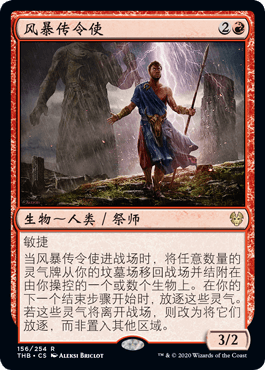 风暴传令使 2
生物～人类／祭师
敏捷
当风暴传令使进战场时，将任意数量的
灵气牌从你的坟墓场移回战场并结附在
由你操控的一个或数个生物上。在你的
下一个结束步骤开始时，放逐这些灵气。
若这些灵气将离开战场，则改为将它们
放逐，而非置入其他区域。
3/2
156/254 R
THB • CS ALEKSI BRICLOT
™ & © 2020 Wizards of the Coast